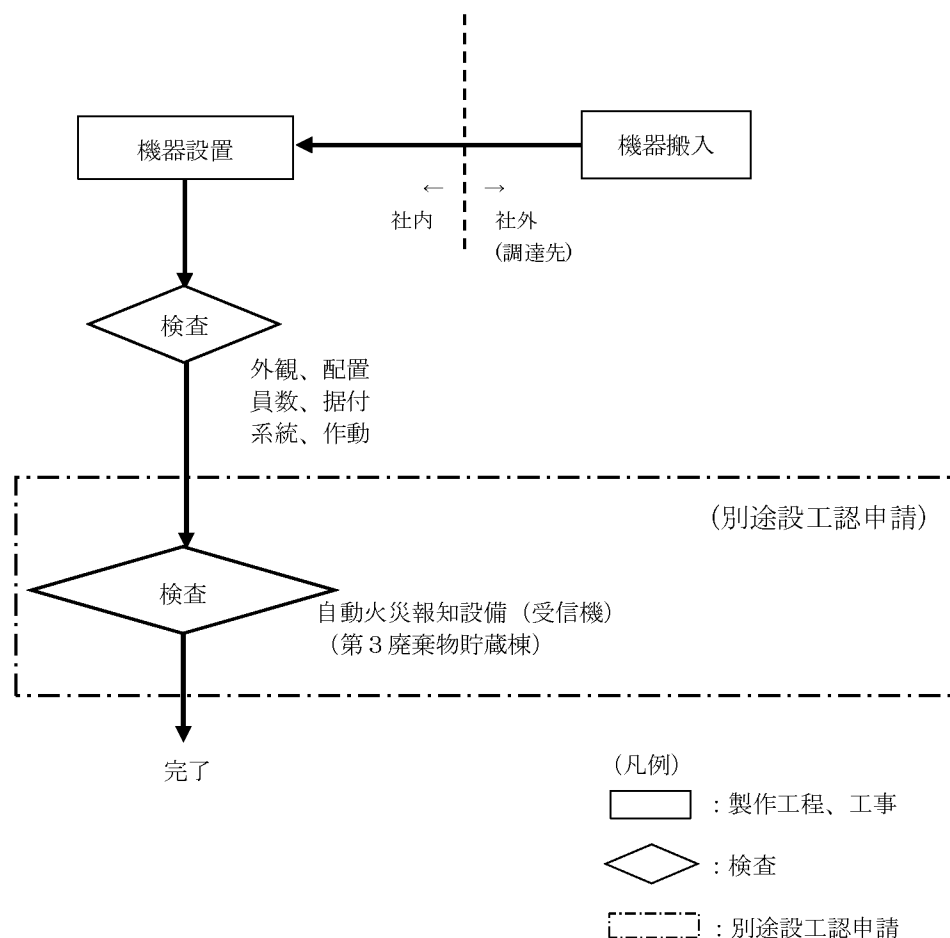 機器設置
機器搬入
← →
社内
社外
(調達先)
検査
外観、配置
員数、据付
系統、作動
(別途設工認申請)
検査
自動火災報知設備（受信機）
（第３廃棄物貯蔵棟）
完了
(凡例)
：製作工程、工事
：検査
：別途設工認申請